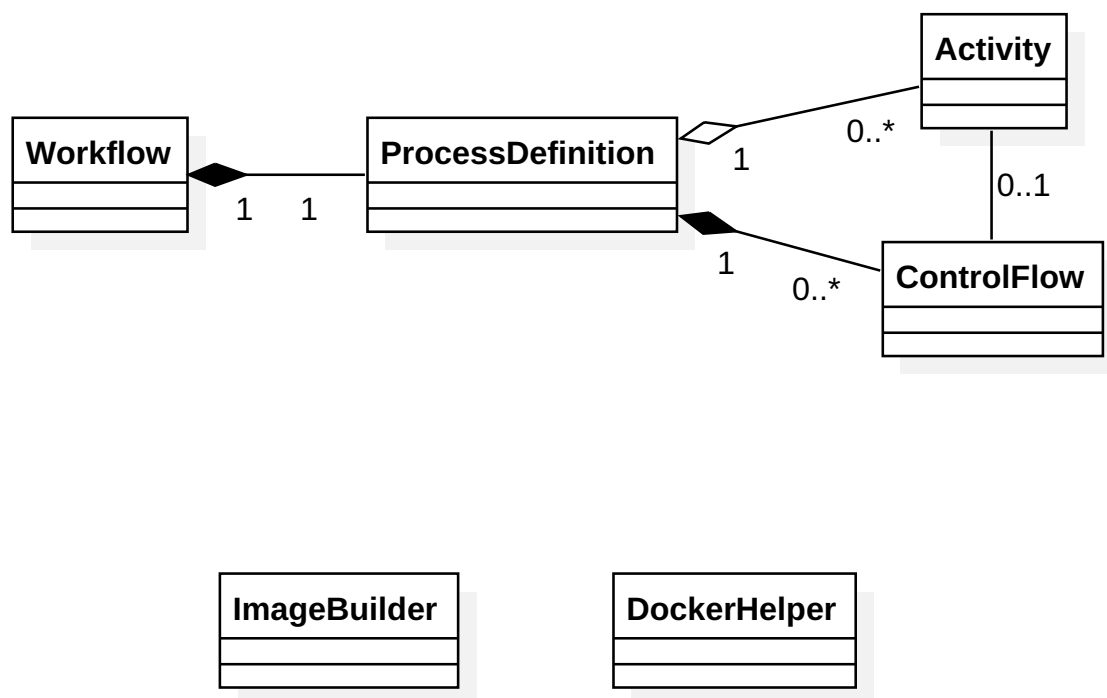 Activity
0..*
Workflow
ProcessDefinition
1
0..1
1
1
1
0..*
ControlFlow
ImageBuilder
DockerHelper